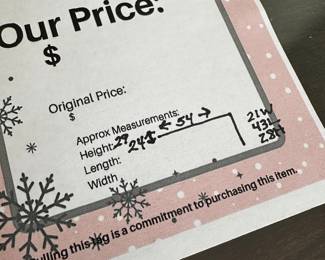 Our Price:
$
Original Price:
$
Approx Measurements:
Height: 29 24↕ ← 54 →
Length:
Width
21W
43L
28H
Pulling this tag is a commitment to purchasing this item.